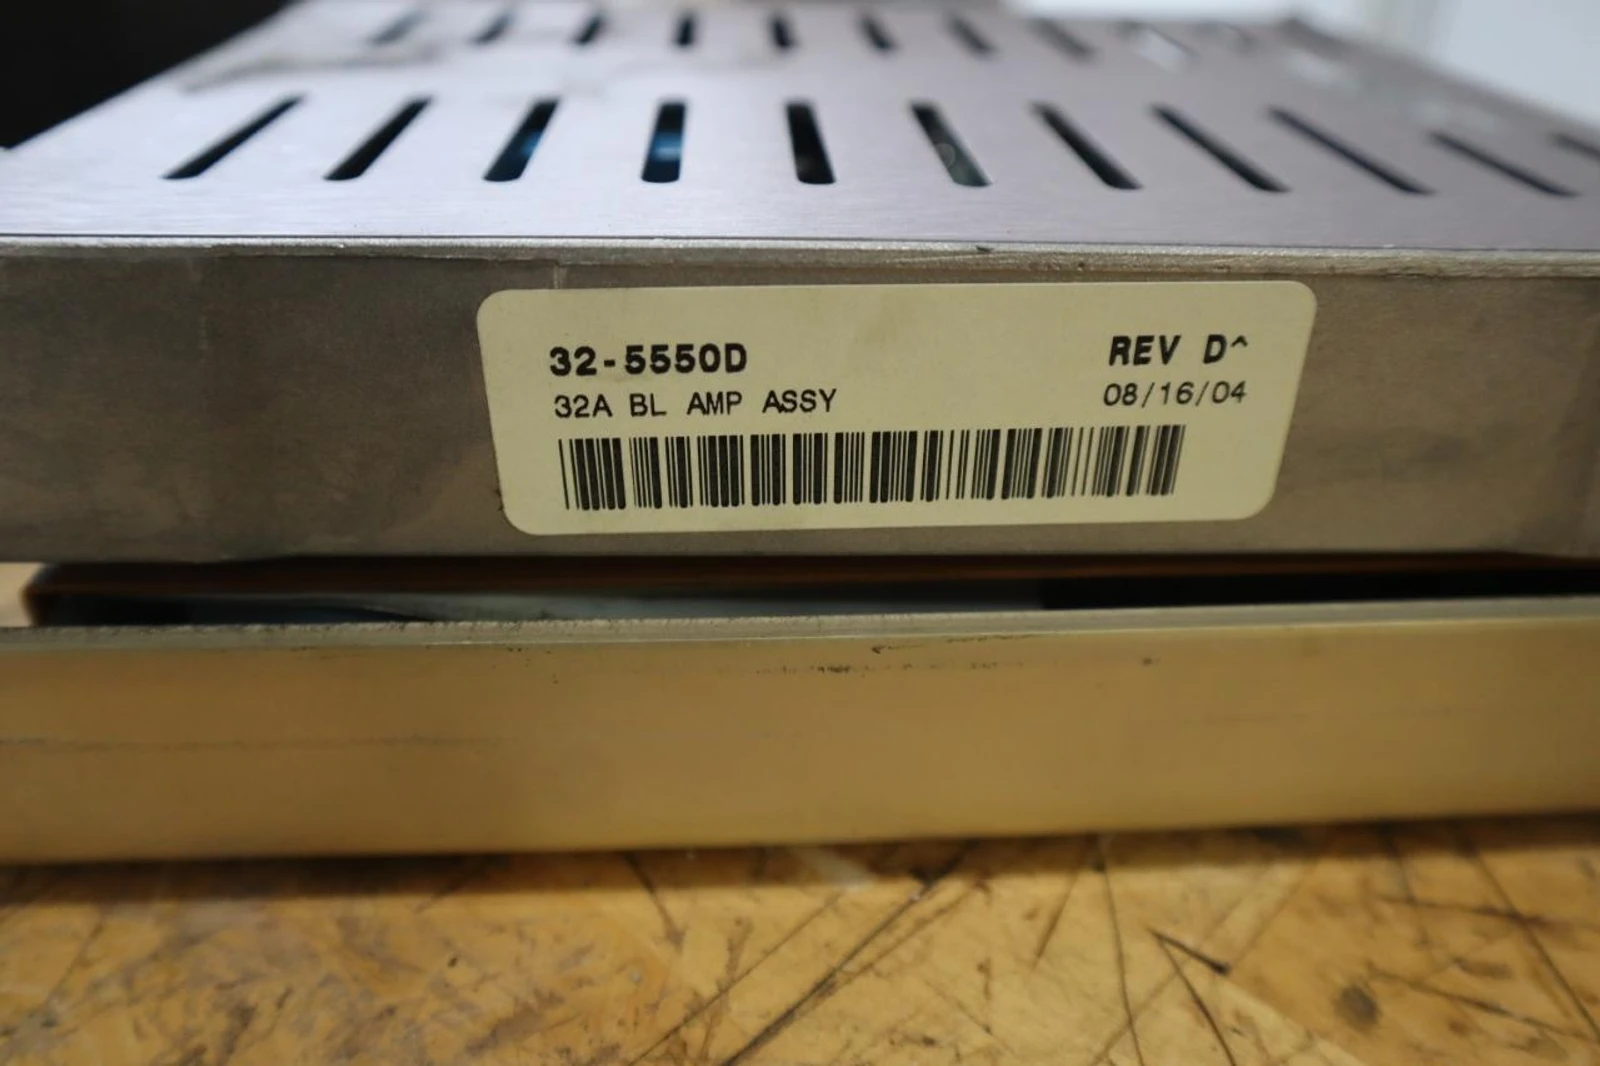 32-5550D REV D^
32A BL AMP ASSY 08/16/04